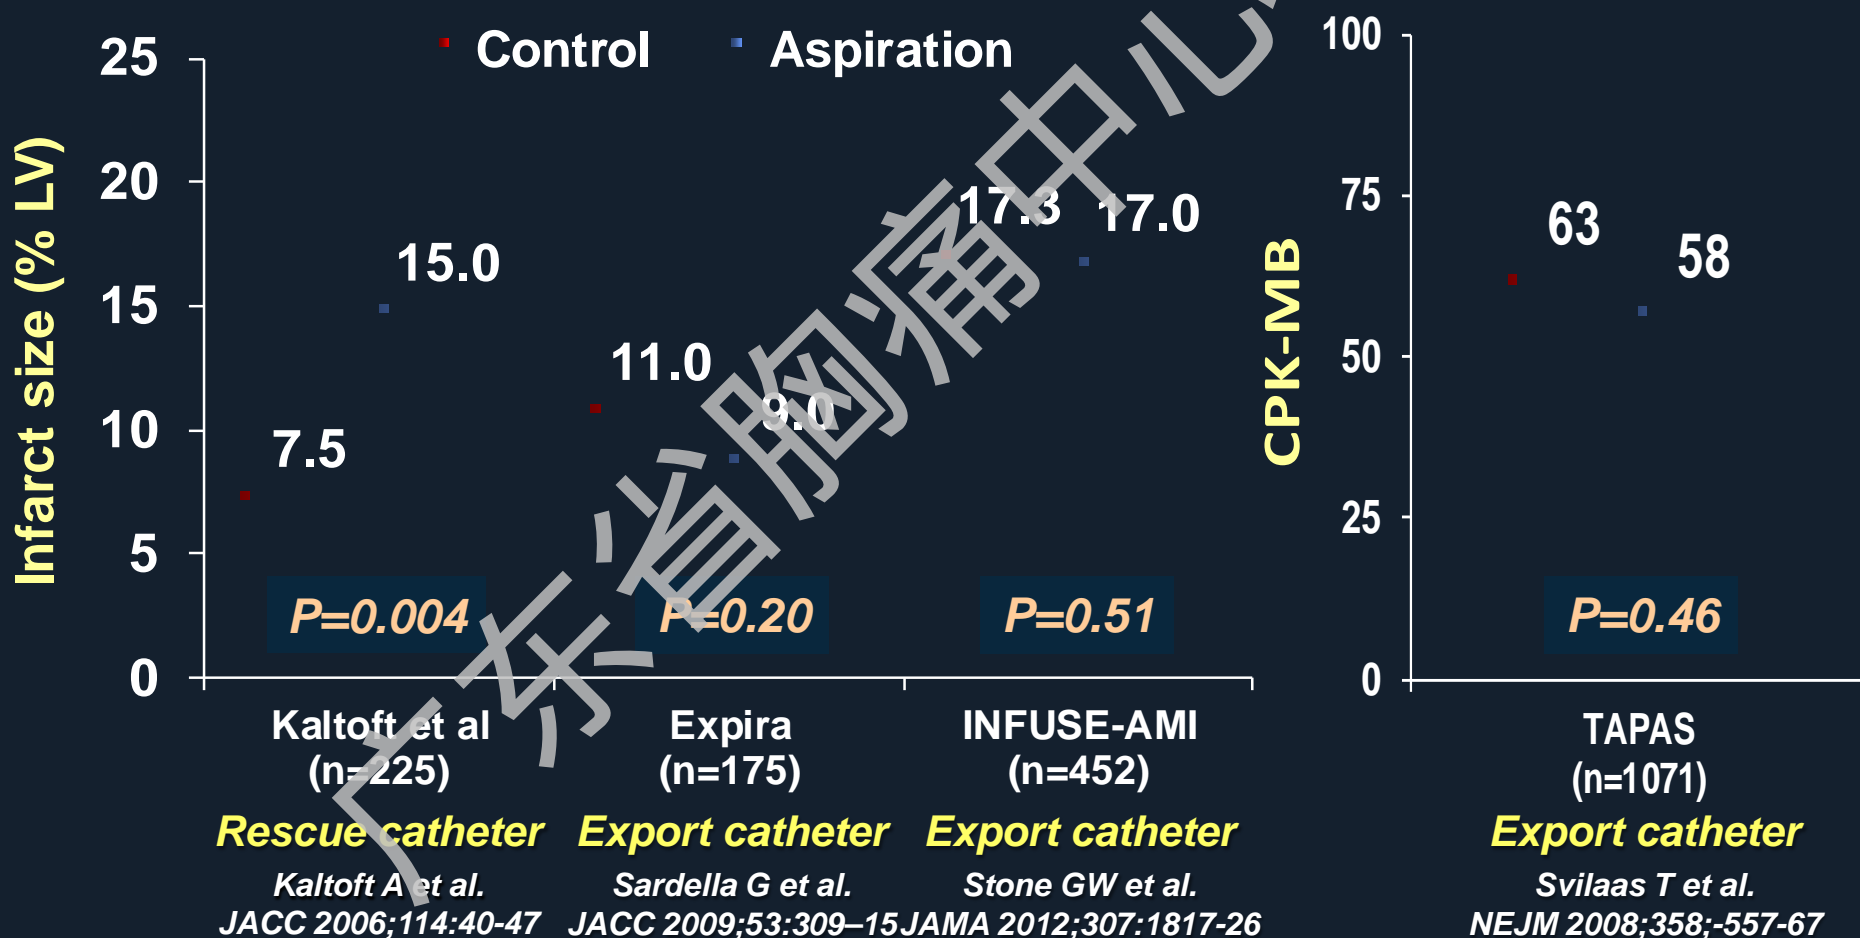 Control
Aspiration
Infarct size (% LV)
25
20
15
10
5
0
7.5
15.0
11.0
9.0
17.3
17.0
P=0.004
P=0.20
P=0.51
Kaltoft et al
(n=225)
Rescue catheter
Kaltoft A et al.
JACC 2006;114:40-47
Expira
(n=175)
Export catheter
Sardella G et al.
JACC 2009;53:309–15
INFUSE-AMI
(n=452)
Export catheter
Stone GW et al.
JAMA 2012;307:1817-26
CPK-MB
100
75
50
25
0
63
58
P=0.46
TAPAS
(n=1071)
Export catheter
Svilaas T et al.
NEJM 2008;358;-557-67
广东省胸痛中心